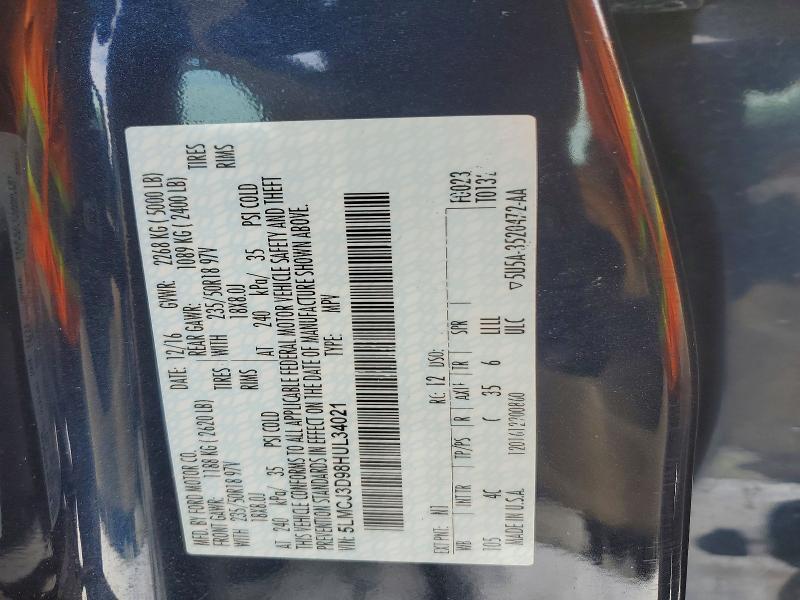 MFD. BY FORD MOTOR CO.
DATE: 12/16 GVWR: 2268 KG ( 5000 LB)
FRONT GAWR: 1188 KG ( 2620 LB) REAR GAWR: 1089 KG ( 2400 LB)
WITH 235/50R18 97V TIRES WITH 235/50R18 97V TIRES
18X8.0J RIMS 18X8.0J RIMS
AT 240 kPa/ 35 PSI COLD AT 240 kPa/ 35 PSI COLD
THIS VEHICLE CONFORMS TO ALL APPLICABLE FEDERAL MOTOR VEHICLE SAFETY AND THEFT
PREVENTION STANDARDS IN EFFECT ON THE DATE OF MANUFACTURE SHOWN ABOVE.
VIN: 5LMCJ3D98HUL34021 TYPE: MPV
EXT PNT: RC: 12 DSO: F0023
WB INT TR TP/PS R AXLE TR SPR T0132
105 4C C 35 6 LLLL
ULC
MADE IN U.S.A. ▽5U5A-3520472-AA